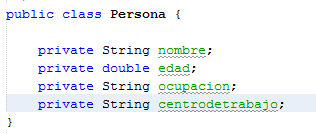 public class Persona {
private String nombre;
private double edad;
private String ocupacion;
private String centrodetrabajo;
}